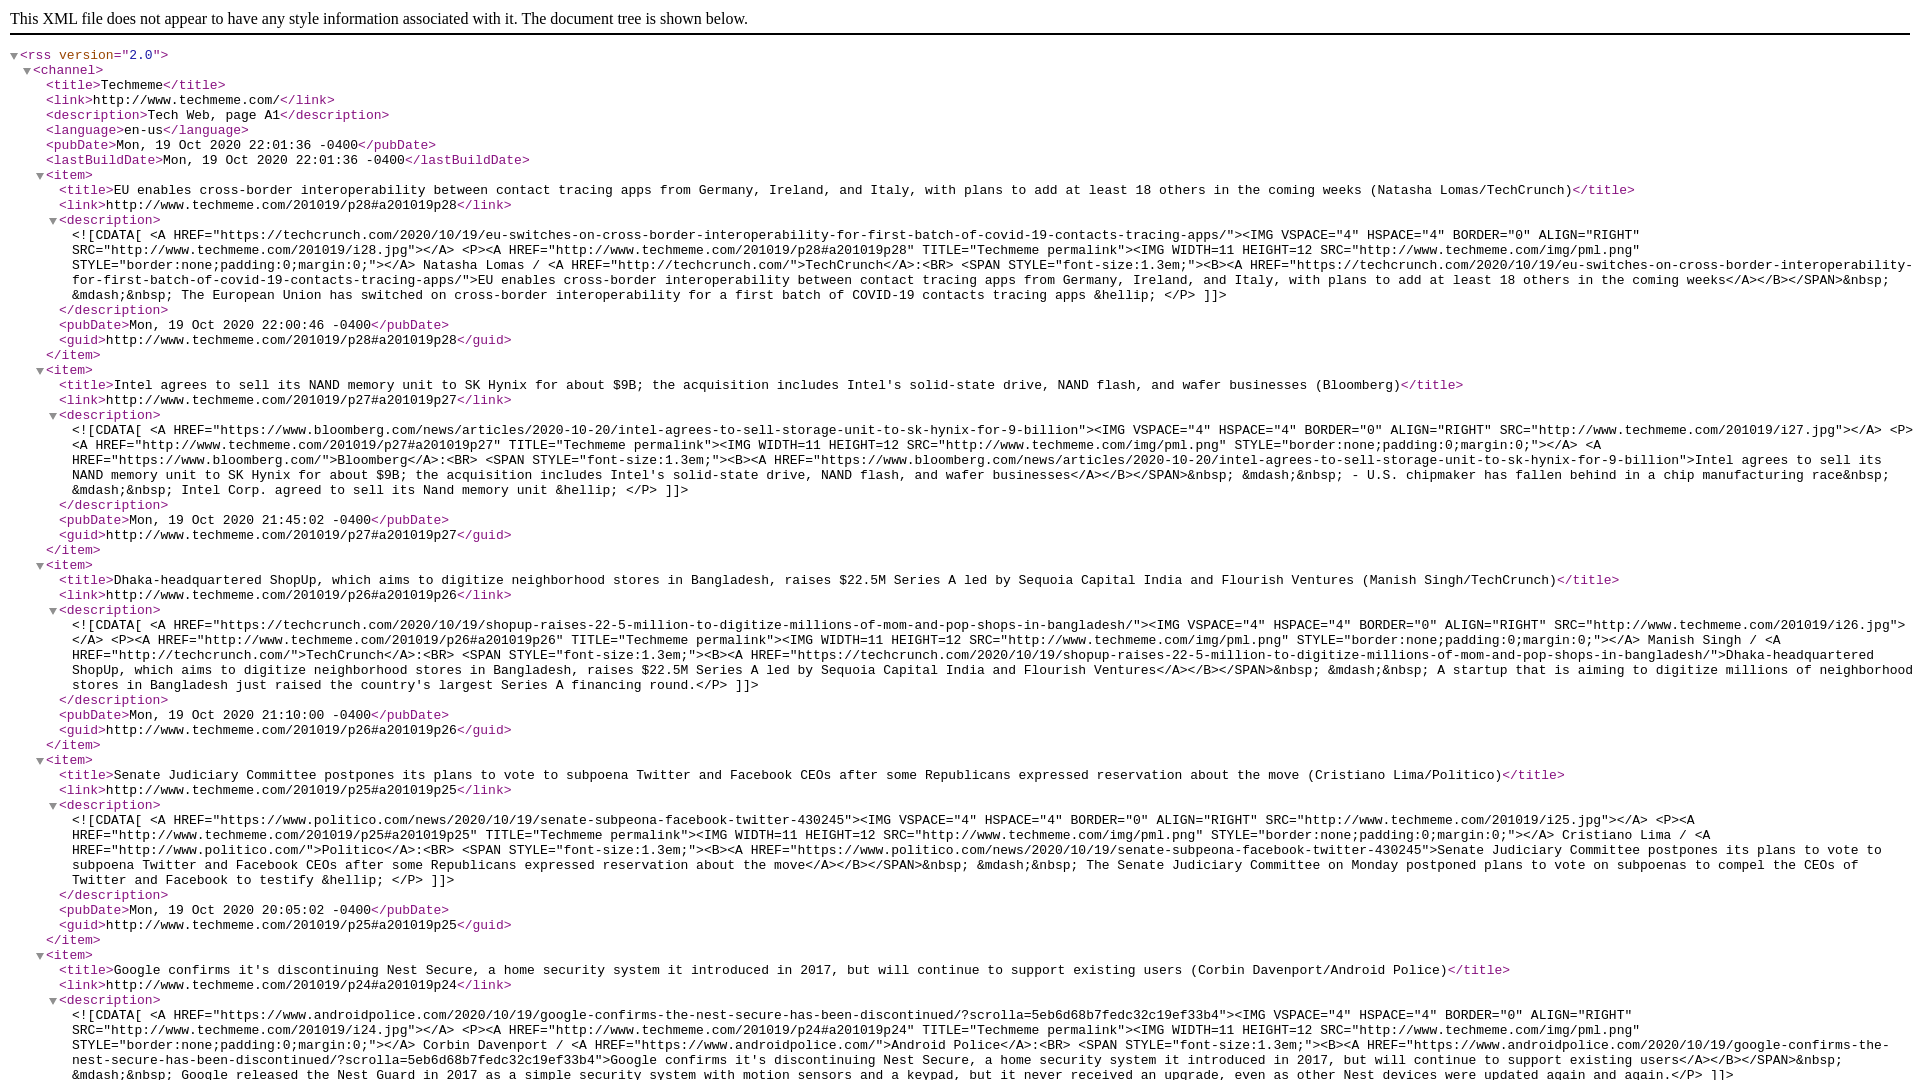 This XML file does not appear to have any style information associated with it. The document tree is shown below.
<rss version="2.0">
<channel>
<title>Techmeme</title>
<link>http://www.techmeme.com/</link>
<description>Tech Web, page A1</description>
<language>en-us</language>
<pubDate>Mon, 19 Oct 2020 22:01:36 -0400</pubDate>
<lastBuildDate>Mon, 19 Oct 2020 22:01:36 -0400</lastBuildDate>
<item>
<title>EU enables cross-border interoperability between contact tracing apps from Germany, Ireland, and Italy, with plans to add at least 18 others in the coming weeks (Natasha Lomas/TechCrunch)</title>
<link>http://www.techmeme.com/201019/p28#a201019p28</link>
<description>
<![CDATA[ <A HREF="https://techcrunch.com/2020/10/19/eu-switches-on-cross-border-interoperability-for-first-batch-of-covid-19-contacts-tracing-apps/"><IMG VSPACE="4" HSPACE="4" BORDER="0" ALIGN="RIGHT"
SRC="http://www.techmeme.com/201019/i28.jpg"></A> <P><A HREF="http://www.techmeme.com/201019/p28#a201019p28" TITLE="Techmeme permalink"><IMG WIDTH=11 HEIGHT=12 SRC="http://www.techmeme.com/img/pml.png"
STYLE="border:none;padding:0;margin:0;"></A> Natasha Lomas / <A HREF="http://techcrunch.com/">TechCrunch</A>:<BR> <SPAN STYLE="font-size:1.3em;"><B><A HREF="https://techcrunch.com/2020/10/19/eu-switches-on-cross-border-interoperability-
for-first-batch-of-covid-19-contacts-tracing-apps/">EU enables cross-border interoperability between contact tracing apps from Germany, Ireland, and Italy, with plans to add at least 18 others in the coming weeks</A></B></SPAN>&nbsp;
&mdash;&nbsp; The European Union has switched on cross-border interoperability for a first batch of COVID-19 contacts tracing apps &hellip; </P> ]]>
</description>
<pubDate>Mon, 19 Oct 2020 22:00:46 -0400</pubDate>
<guid>http://www.techmeme.com/201019/p28#a201019p28</guid>
</item>
<item>
<title>Intel agrees to sell its NAND memory unit to SK Hynix for about $9B; the acquisition includes Intel's solid-state drive, NAND flash, and wafer businesses (Bloomberg)</title>
<link>http://www.techmeme.com/201019/p27#a201019p27</link>
<description>
<![CDATA[ <A HREF="https://www.bloomberg.com/news/articles/2020-10-20/intel-agrees-to-sell-storage-unit-to-sk-hynix-for-9-billion"><IMG VSPACE="4" HSPACE="4" BORDER="0" ALIGN="RIGHT" SRC="http://www.techmeme.com/201019/i27.jpg"></A> <P>
<A HREF="http://www.techmeme.com/201019/p27#a201019p27" TITLE="Techmeme permalink"><IMG WIDTH=11 HEIGHT=12 SRC="http://www.techmeme.com/img/pml.png" STYLE="border:none;padding:0;margin:0;"></A> <A
HREF="https://www.bloomberg.com/">Bloomberg</A>:<BR> <SPAN STYLE="font-size:1.3em;"><B><A HREF="https://www.bloomberg.com/news/articles/2020-10-20/intel-agrees-to-sell-storage-unit-to-sk-hynix-for-9-billion">Intel agrees to sell its
NAND memory unit to SK Hynix for about $9B; the acquisition includes Intel's solid-state drive, NAND flash, and wafer businesses</A></B></SPAN>&nbsp; &mdash;&nbsp; - U.S. chipmaker has fallen behind in a chip manufacturing race&nbsp;
&mdash;&nbsp; Intel Corp. agreed to sell its Nand memory unit &hellip; </P> ]]>
</description>
<pubDate>Mon, 19 Oct 2020 21:45:02 -0400</pubDate>
<guid>http://www.techmeme.com/201019/p27#a201019p27</guid>
</item>
<item>
<title>Dhaka-headquartered ShopUp, which aims to digitize neighborhood stores in Bangladesh, raises $22.5M Series A led by Sequoia Capital India and Flourish Ventures (Manish Singh/TechCrunch)</title>
<link>http://www.techmeme.com/201019/p26#a201019p26</link>
<description>
<![CDATA[ <A HREF="https://techcrunch.com/2020/10/19/shopup-raises-22-5-million-to-digitize-millions-of-mom-and-pop-shops-in-bangladesh/"><IMG VSPACE="4" HSPACE="4" BORDER="0" ALIGN="RIGHT" SRC="http://www.techmeme.com/201019/i26.jpg">
</A> <P><A HREF="http://www.techmeme.com/201019/p26#a201019p26" TITLE="Techmeme permalink"><IMG WIDTH=11 HEIGHT=12 SRC="http://www.techmeme.com/img/pml.png" STYLE="border:none;padding:0;margin:0;"></A> Manish Singh / <A
HREF="http://techcrunch.com/">TechCrunch</A>:<BR> <SPAN STYLE="font-size:1.3em;"><B><A HREF="https://techcrunch.com/2020/10/19/shopup-raises-22-5-million-to-digitize-millions-of-mom-and-pop-shops-in-bangladesh/">Dhaka-headquartered
ShopUp, which aims to digitize neighborhood stores in Bangladesh, raises $22.5M Series A led by Sequoia Capital India and Flourish Ventures</A></B></SPAN>&nbsp; &mdash;&nbsp; A startup that is aiming to digitize millions of neighborhood
stores in Bangladesh just raised the country's largest Series A financing round.</P> ]]>
</description>
<pubDate>Mon, 19 Oct 2020 21:10:00 -0400</pubDate>
<guid>http://www.techmeme.com/201019/p26#a201019p26</guid>
</item>
<item>
<title>Senate Judiciary Committee postpones its plans to vote to subpoena Twitter and Facebook CEOs after some Republicans expressed reservation about the move (Cristiano Lima/Politico)</title>
<link>http://www.techmeme.com/201019/p25#a201019p25</link>
<description>
<![CDATA[ <A HREF="https://www.politico.com/news/2020/10/19/senate-subpeona-facebook-twitter-430245"><IMG VSPACE="4" HSPACE="4" BORDER="0" ALIGN="RIGHT" SRC="http://www.techmeme.com/201019/i25.jpg"></A> <P><A
HREF="http://www.techmeme.com/201019/p25#a201019p25" TITLE="Techmeme permalink"><IMG WIDTH=11 HEIGHT=12 SRC="http://www.techmeme.com/img/pml.png" STYLE="border:none;padding:0;margin:0;"></A> Cristiano Lima / <A
HREF="http://www.politico.com/">Politico</A>:<BR> <SPAN STYLE="font-size:1.3em;"><B><A HREF="https://www.politico.com/news/2020/10/19/senate-subpeona-facebook-twitter-430245">Senate Judiciary Committee postpones its plans to vote to
subpoena Twitter and Facebook CEOs after some Republicans expressed reservation about the move</A></B></SPAN>&nbsp; &mdash;&nbsp; The Senate Judiciary Committee on Monday postponed plans to vote on subpoenas to compel the CEOs of
Twitter and Facebook to testify &hellip; </P> ]]>
</description>
<pubDate>Mon, 19 Oct 2020 20:05:02 -0400</pubDate>
<guid>http://www.techmeme.com/201019/p25#a201019p25</guid>
</item>
<item>
<title>Google confirms it's discontinuing Nest Secure, a home security system it introduced in 2017, but will continue to support existing users (Corbin Davenport/Android Police)</title>
<link>http://www.techmeme.com/201019/p24#a201019p24</link>
<description>
<![CDATA[ <A HREF="https://www.androidpolice.com/2020/10/19/google-confirms-the-nest-secure-has-been-discontinued/?scrolla=5eb6d68b7fedc32c19ef33b4"><IMG VSPACE="4" HSPACE="4" BORDER="0" ALIGN="RIGHT"
SRC="http://www.techmeme.com/201019/i24.jpg"></A> <P><A HREF="http://www.techmeme.com/201019/p24#a201019p24" TITLE="Techmeme permalink"><IMG WIDTH=11 HEIGHT=12 SRC="http://www.techmeme.com/img/pml.png"
STYLE="border:none;padding:0;margin:0;"></A> Corbin Davenport / <A HREF="https://www.androidpolice.com/">Android Police</A>:<BR> <SPAN STYLE="font-size:1.3em;"><B><A HREF="https://www.androidpolice.com/2020/10/19/google-confirms-the-
nest-secure-has-been-discontinued/?scrolla=5eb6d68b7fedc32c19ef33b4">Google confirms it's discontinuing Nest Secure, a home security system it introduced in 2017, but will continue to support existing users</A></B></SPAN>&nbsp;
&mdash;&nbsp; Google released the Nest Guard in 2017 as a simple security system with motion sensors and a keypad, but it never received an upgrade, even as other Nest devices were updated again and again.</P> ]]>